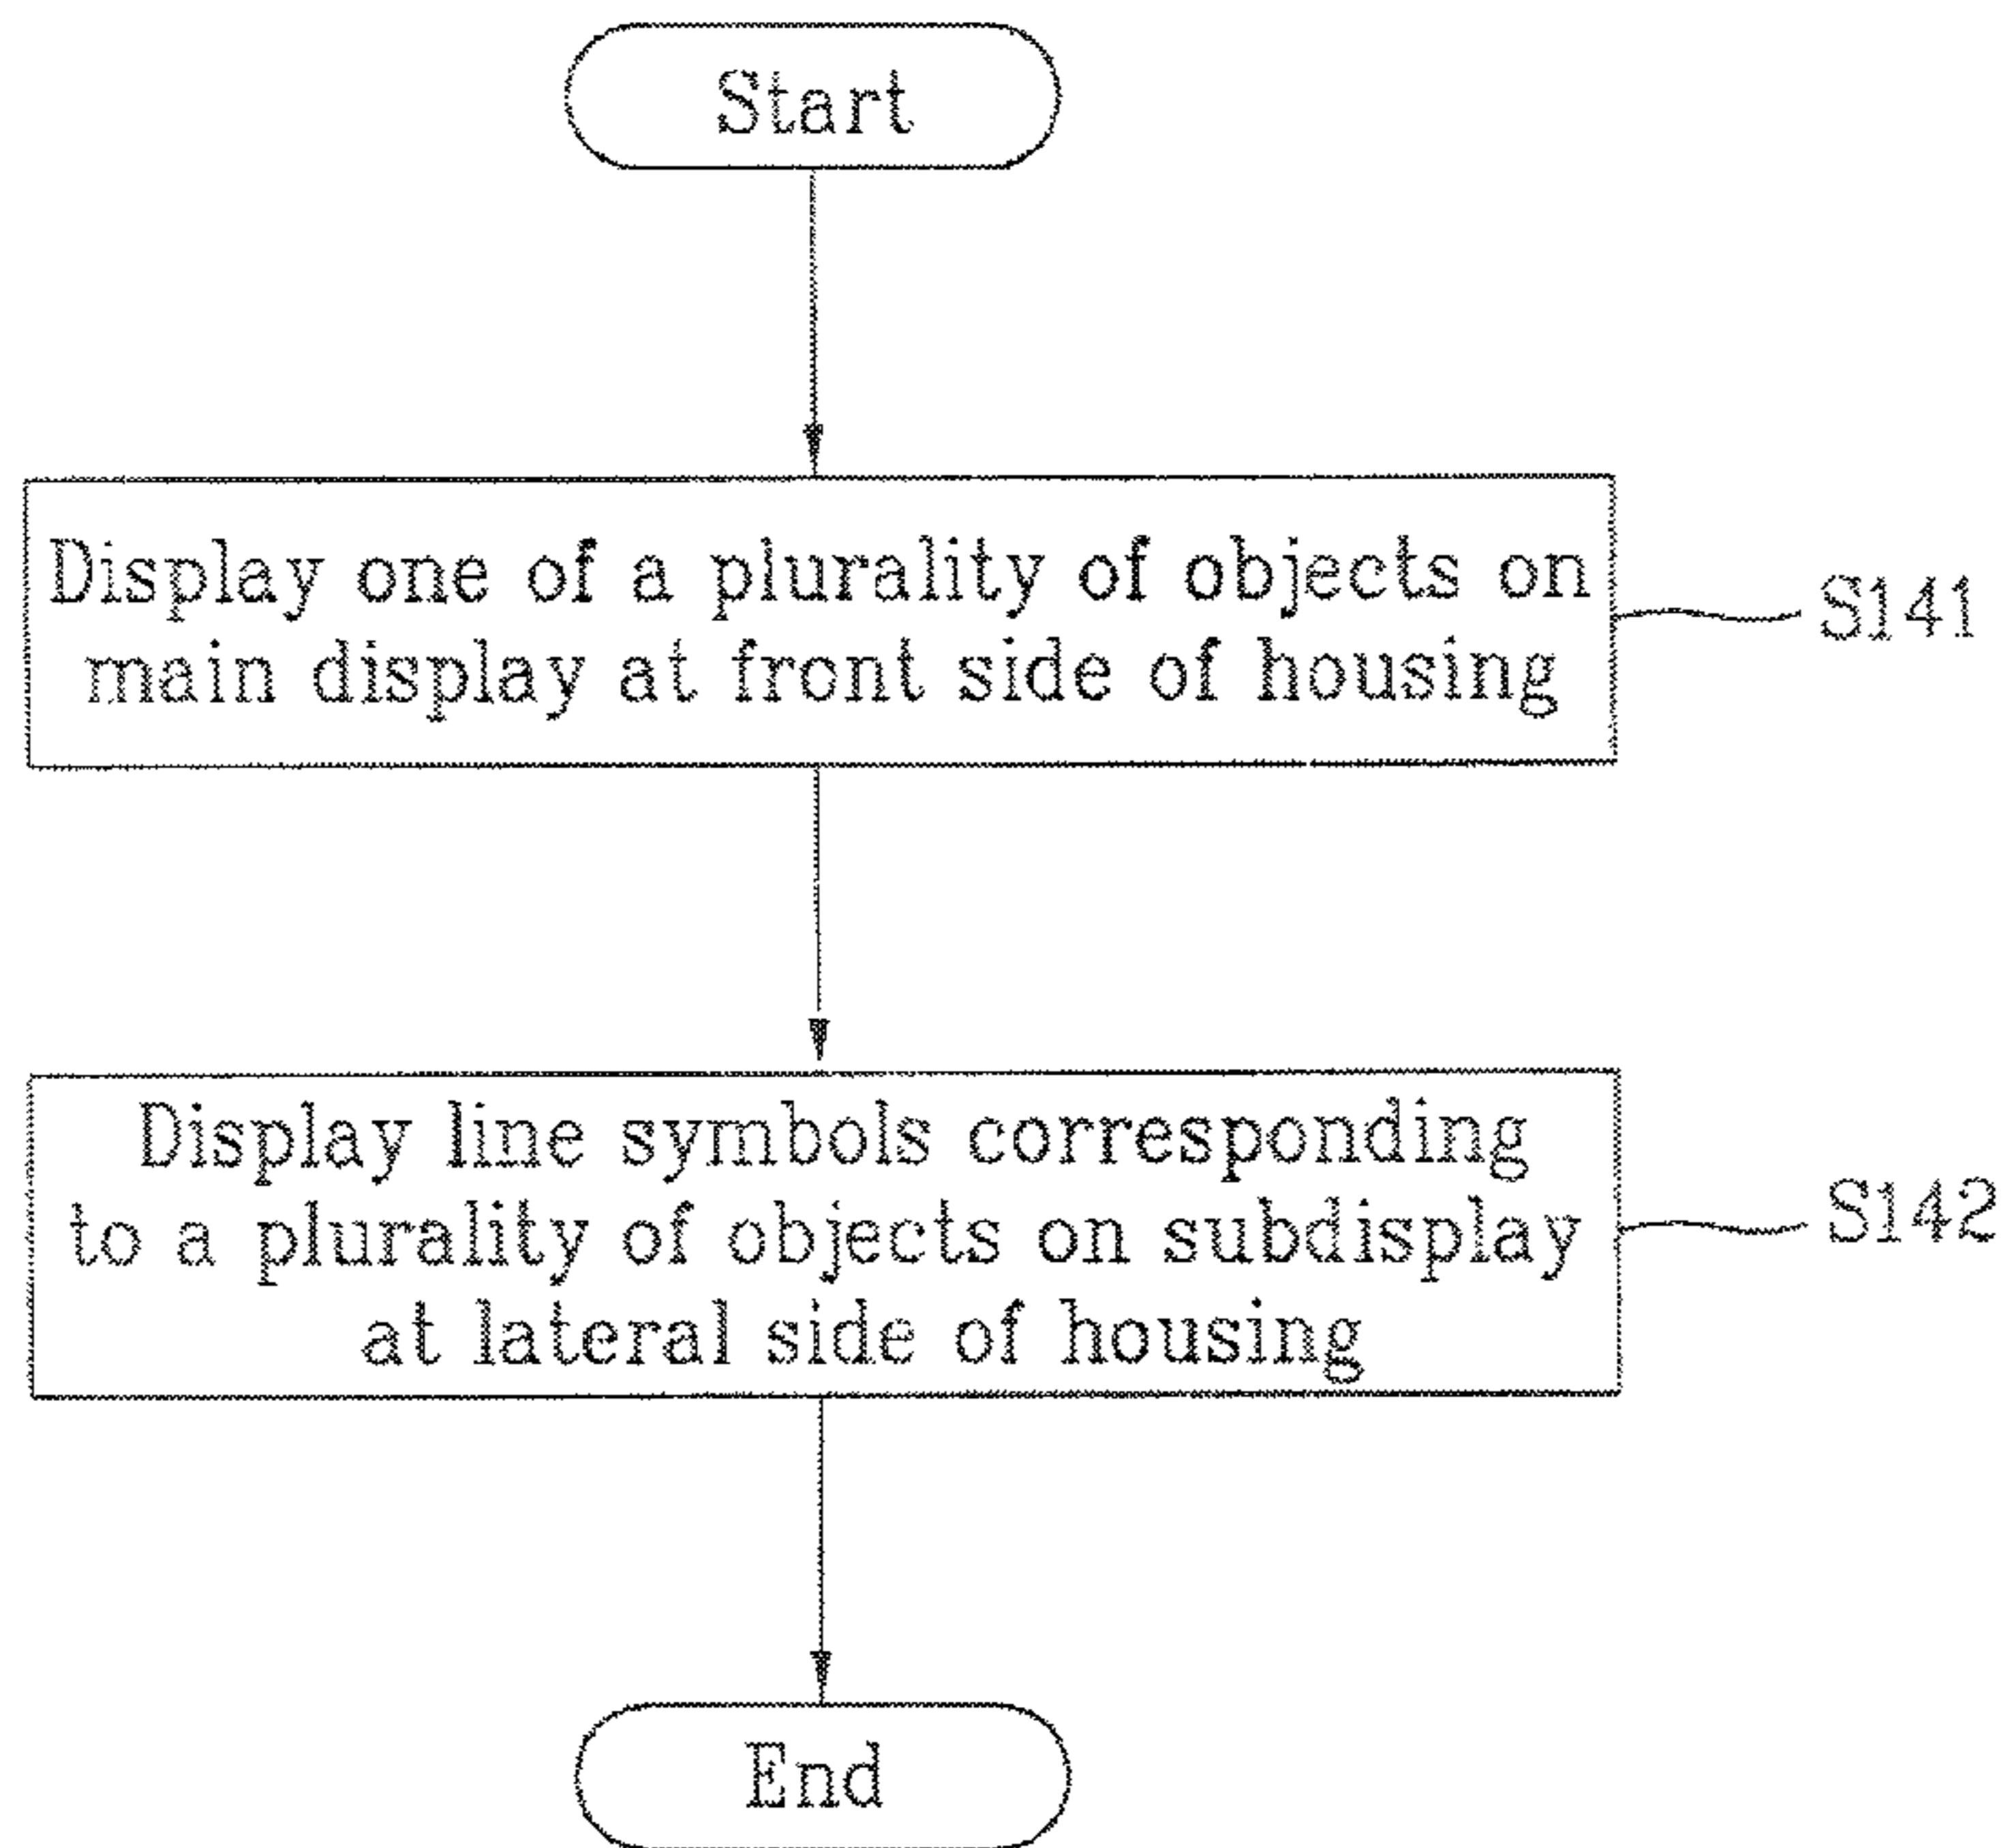 Start
Display one of a plurality of objects on
main display at front side of housing
S141
Display line symbols corresponding
to a plurality of objects on subdisplay
at lateral side of housing
S142
End